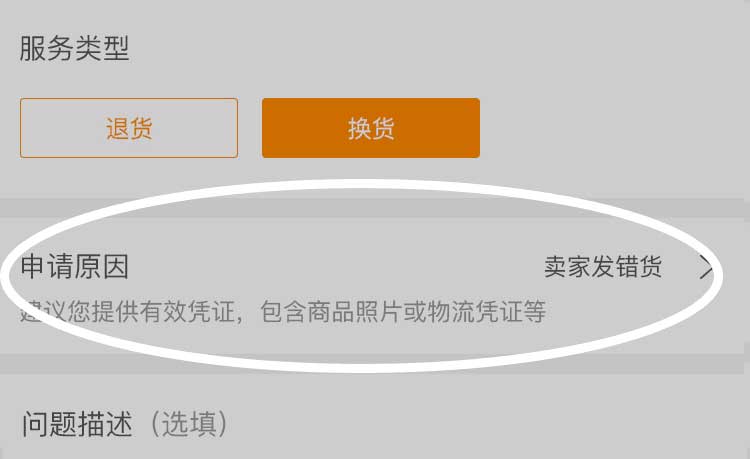 服务类型
退货 换货
申请原因 卖家发错货
建议您提供有效凭证，包含商品照片或物流凭证等
问题描述（选填）